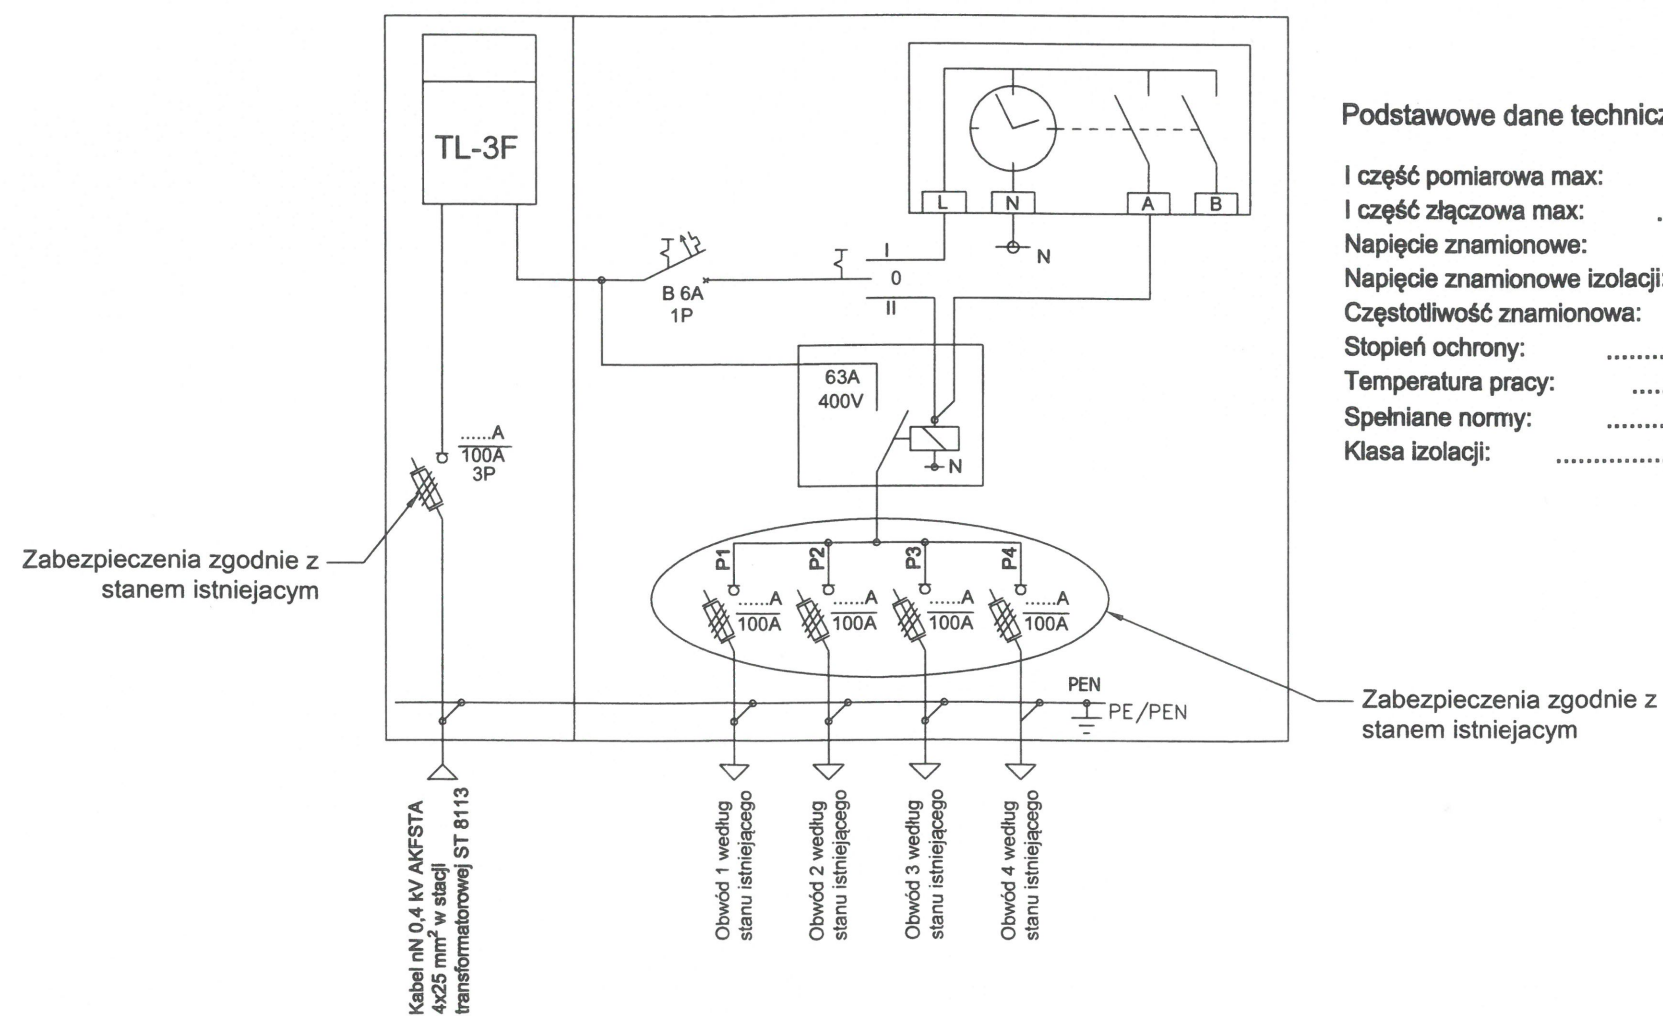 TL-3F
L
N
A
B
N
I
0
II
B 6A
1P
63A
400V
N
......A
100A
3P
Zabezpieczenia zgodnie z
stanem istniejacym
P1
P2
P3
P4
......A
100A
......A
100A
......A
100A
......A
100A
PEN
PE/PEN
Zabezpieczenia zgodnie z
stanem istniejacym
Kabel nN 0,4 kV AKFSTA
4x25 mm² w stacji
transformatorowej ST 8113
Obwód 1 według
stanu istniejącego
Obwód 2 według
stanu istniejącego
Obwód 3 według
stanu istniejącego
Obwód 4 według
stanu istniejącego
Podstawowe dane
I część pomiarowa max:
I część złączowa max: .
Napięcie znamionowe:
Napięcie znamionowe izolacji:
Częstotliwość znamionowa:
Stopień ochrony: ........
Temperatura pracy: .....
Spełniane normy: ........
Klasa izolacji: ...............